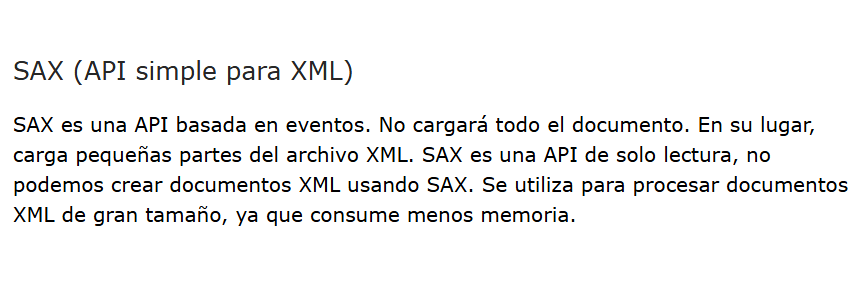 SAX (API simple para XML)
SAX es una API basada en eventos. No cargará todo el documento. En su lugar,
carga pequeñas partes del archivo XML. SAX es una API de solo lectura, no
podemos crear documentos XML usando SAX. Se utiliza para procesar documentos
XML de gran tamaño, ya que consume menos memoria.